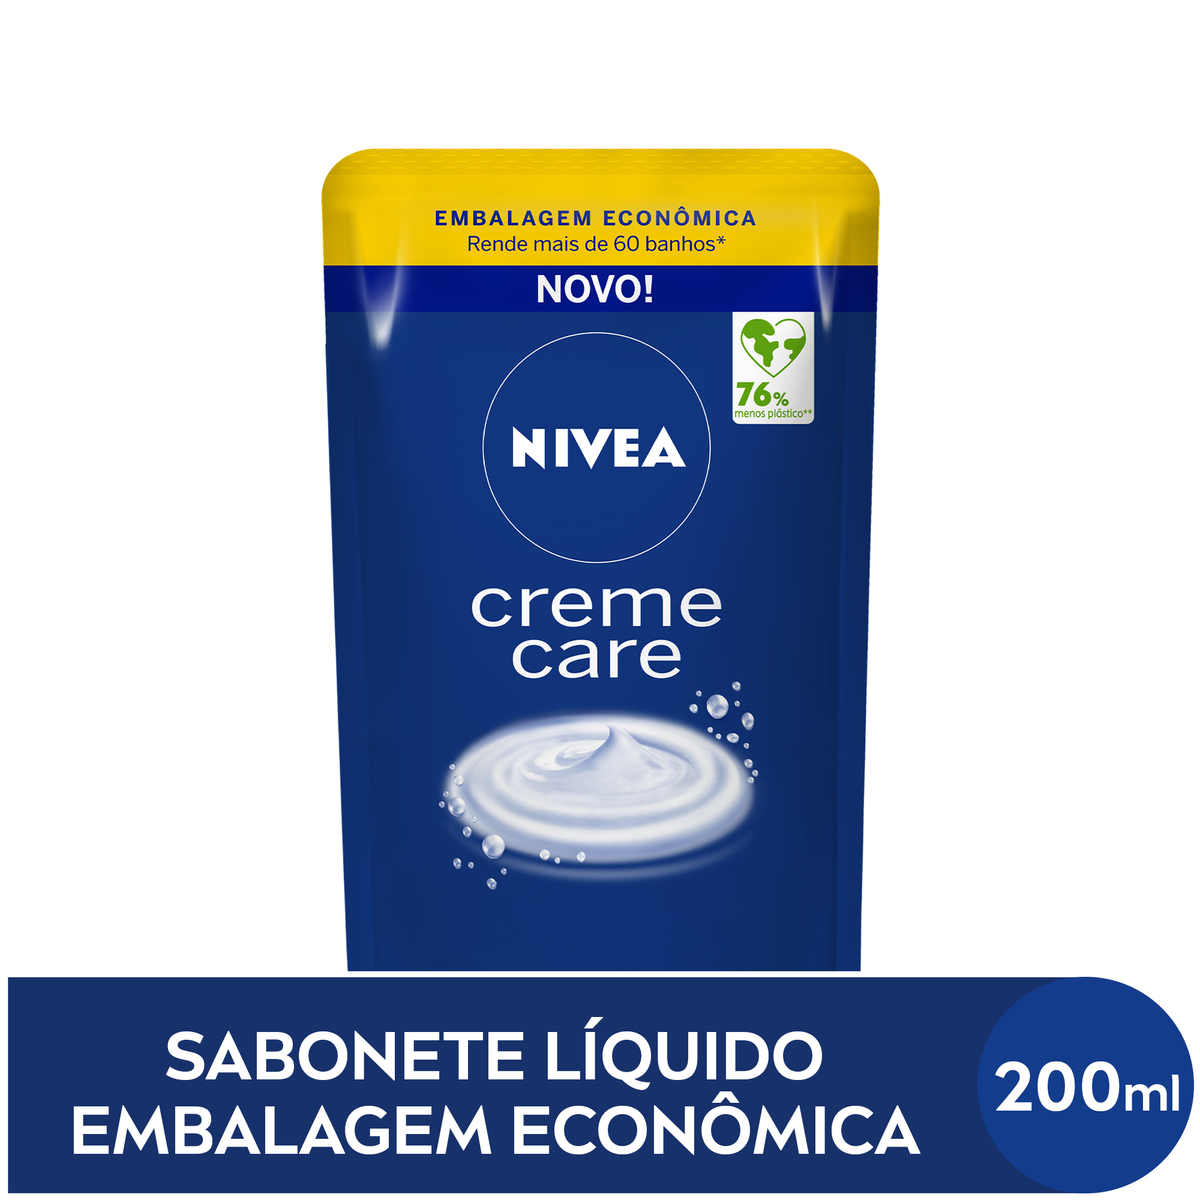 EMBALAGEM ECONÔMICA
Rende mais de 60 banhos*
NOVO!
76%
menos plástico**
NIVEA
creme
care
SABONETE LÍQUIDO
EMBALAGEM ECONÔMICA
200ml